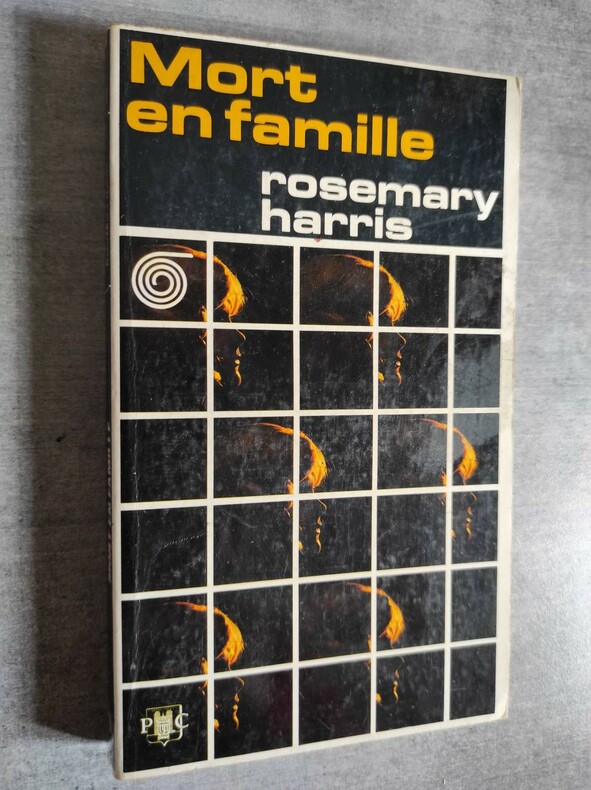 Mort
en famille
rosemary
harris
P C